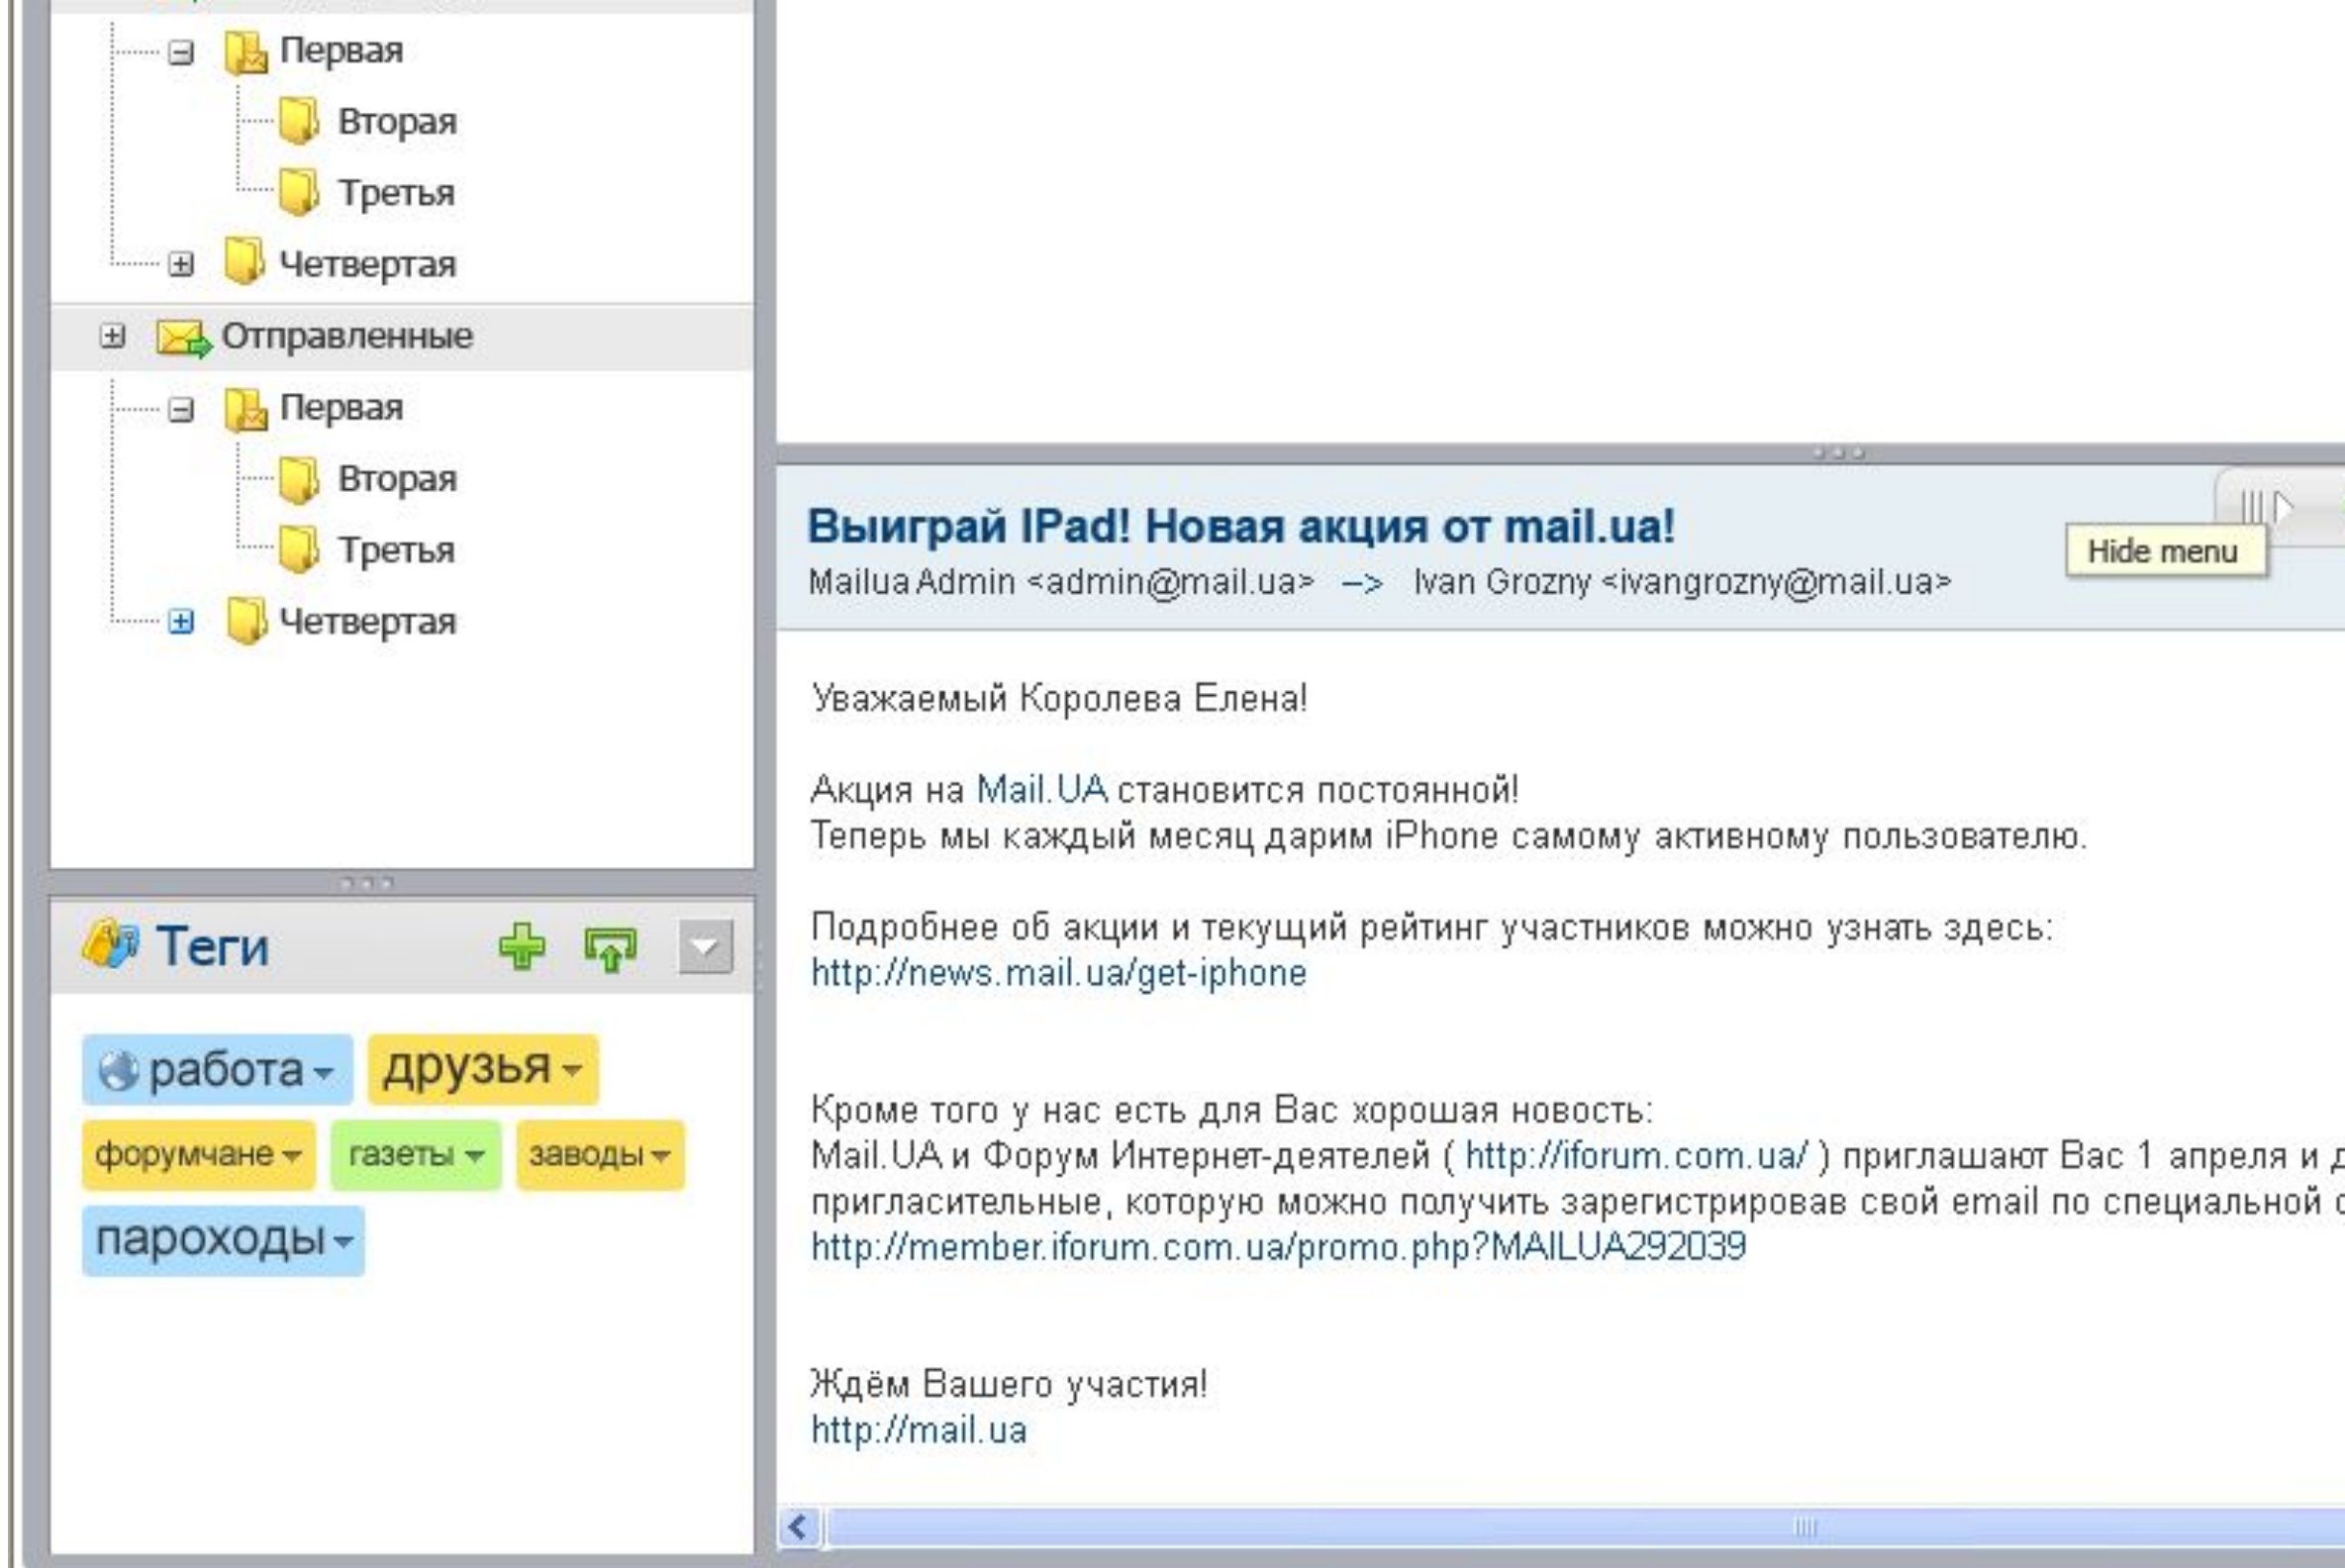 Первая
Вторая
Третья
Четвертая
Отправленные
Первая
Вторая
Третья
Четвертая
Теги
работа
друзья
форумчане
газеты
заводы
пароходы
Выиграй IPad! Новая акция от mail.ua!
Hide menu
Mailua Admin <admin@mail.ua> --> Ivan Grozny <ivangrozny@mail.ua>
Уважаемый Королева Елена!
Акция на Mail.UA становится постоянной!
Теперь мы каждый месяц дарим iPhone самому активному пользователю.
Подробнее об акции и текущий рейтинг участников можно узнать здесь:
http://news.mail.ua/get-iphone
Кроме того у нас есть для Вас хорошая новость:
Mail.UA и Форум Интернет-деятелей ( http://iforum.com.ua/ ) приглашают Вас 1 апреля и
пригласительные, которую можно получить зарегистрировав свой email по специальной
http://member.iforum.com.ua/promo.php?MAILUA292039
Ждём Вашего участия!
http://mail.ua